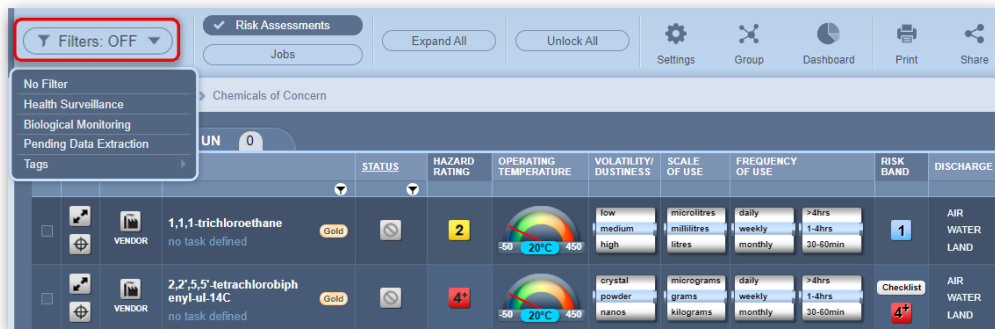 Filters: OFF
Risk Assessments
Jobs
Expand All
Unlock All
Settings
Group
Dashboard
Print
Share
No Filter
Health Surveillance
Biological Monitoring
Pending Data Extraction
Tags
Chemicals of Concern
UN 0
STATUS
HAZARD
RATING
OPERATING
TEMPERATURE
VOLATILITY/
DUSTINESS
SCALE
OF USE
FREQUENCY
OF USE
RISK
BAND
DISCHARGE
VENDOR
1,1,1-trichloroethane
no task defined
Gold
2
-50 20°C 450
low
medium
high
microlitres
millilitres
litres
daily
weekly
monthly
>4hrs
1-4hrs
30-60min
1
AIR
WATER
LAND
VENDOR
2,2',5,5'-tetrachlorobiph
enyl-ul-14C
no task defined
Gold
4+
-50 20°C 450
crystal
powder
nanos
micrograms
grams
kilograms
daily
weekly
monthly
>4hrs
1-4hrs
30-60min
Checklist
4+
AIR
WATER
LAND